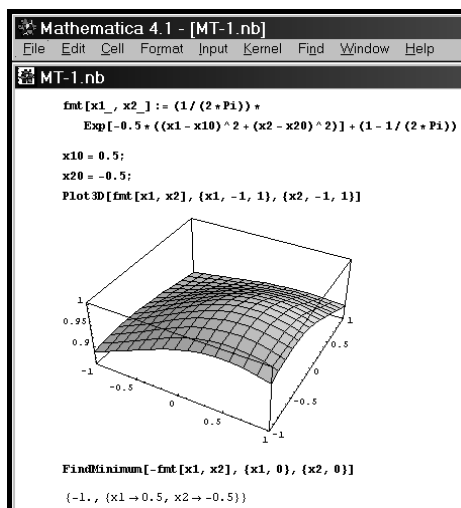 Mathematica 4.1 - [MT-1.nb]
File Edit Cell Format Input Kernel Find Window Help
MT-1.nb
fmt[x1_, x2_] := (1/(2*Pi))*
Exp[-0.5*((x1-x10)^2+(x2-x20)^2)]+(1-1/(2*Pi))
x10 = 0.5;
x20 = -0.5;
Plot3D[fmt[x1, x2], {x1, -1, 1}, {x2, -1, 1}]
1
0.95
0.9
-1
-0.5
0
0.5
1
-1
-0.5
0
0.5
1
FindMinimum[-fmt[x1, x2], {x1, 0}, {x2, 0}]
{-1., {x1→0.5, x2→-0.5}}